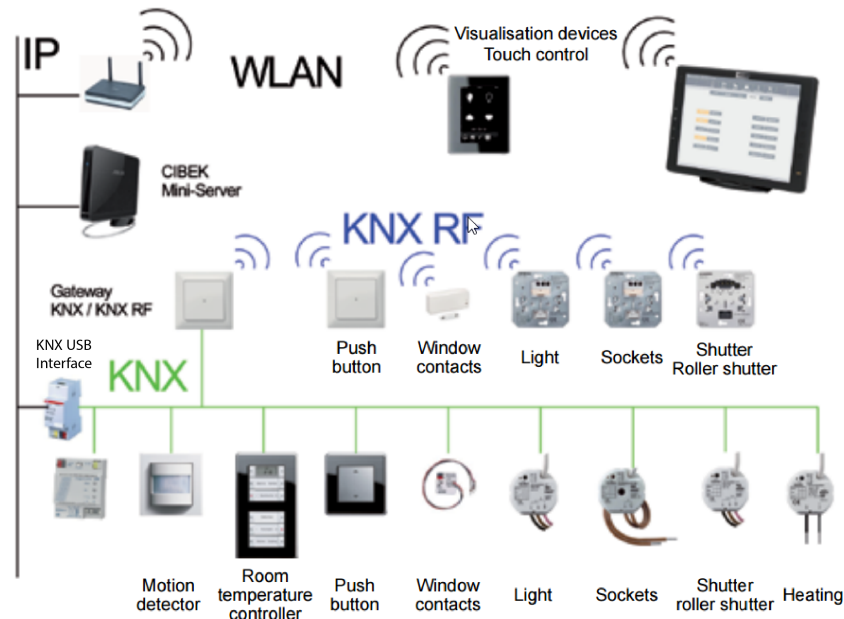 IP
WLAN
Visualisation devices
Touch control
CIBEK
Mini-Server
KNX RF
Gateway
KNX / KNX RF
Push
button
Window
contacts
Light
Sockets
Shutter
Roller shutter
KNX USB
Interface
KNX
Motion
detector
Room
temperature
controller
Push
button
Window
contacts
Light
Sockets
Shutter
roller shutter
Heating